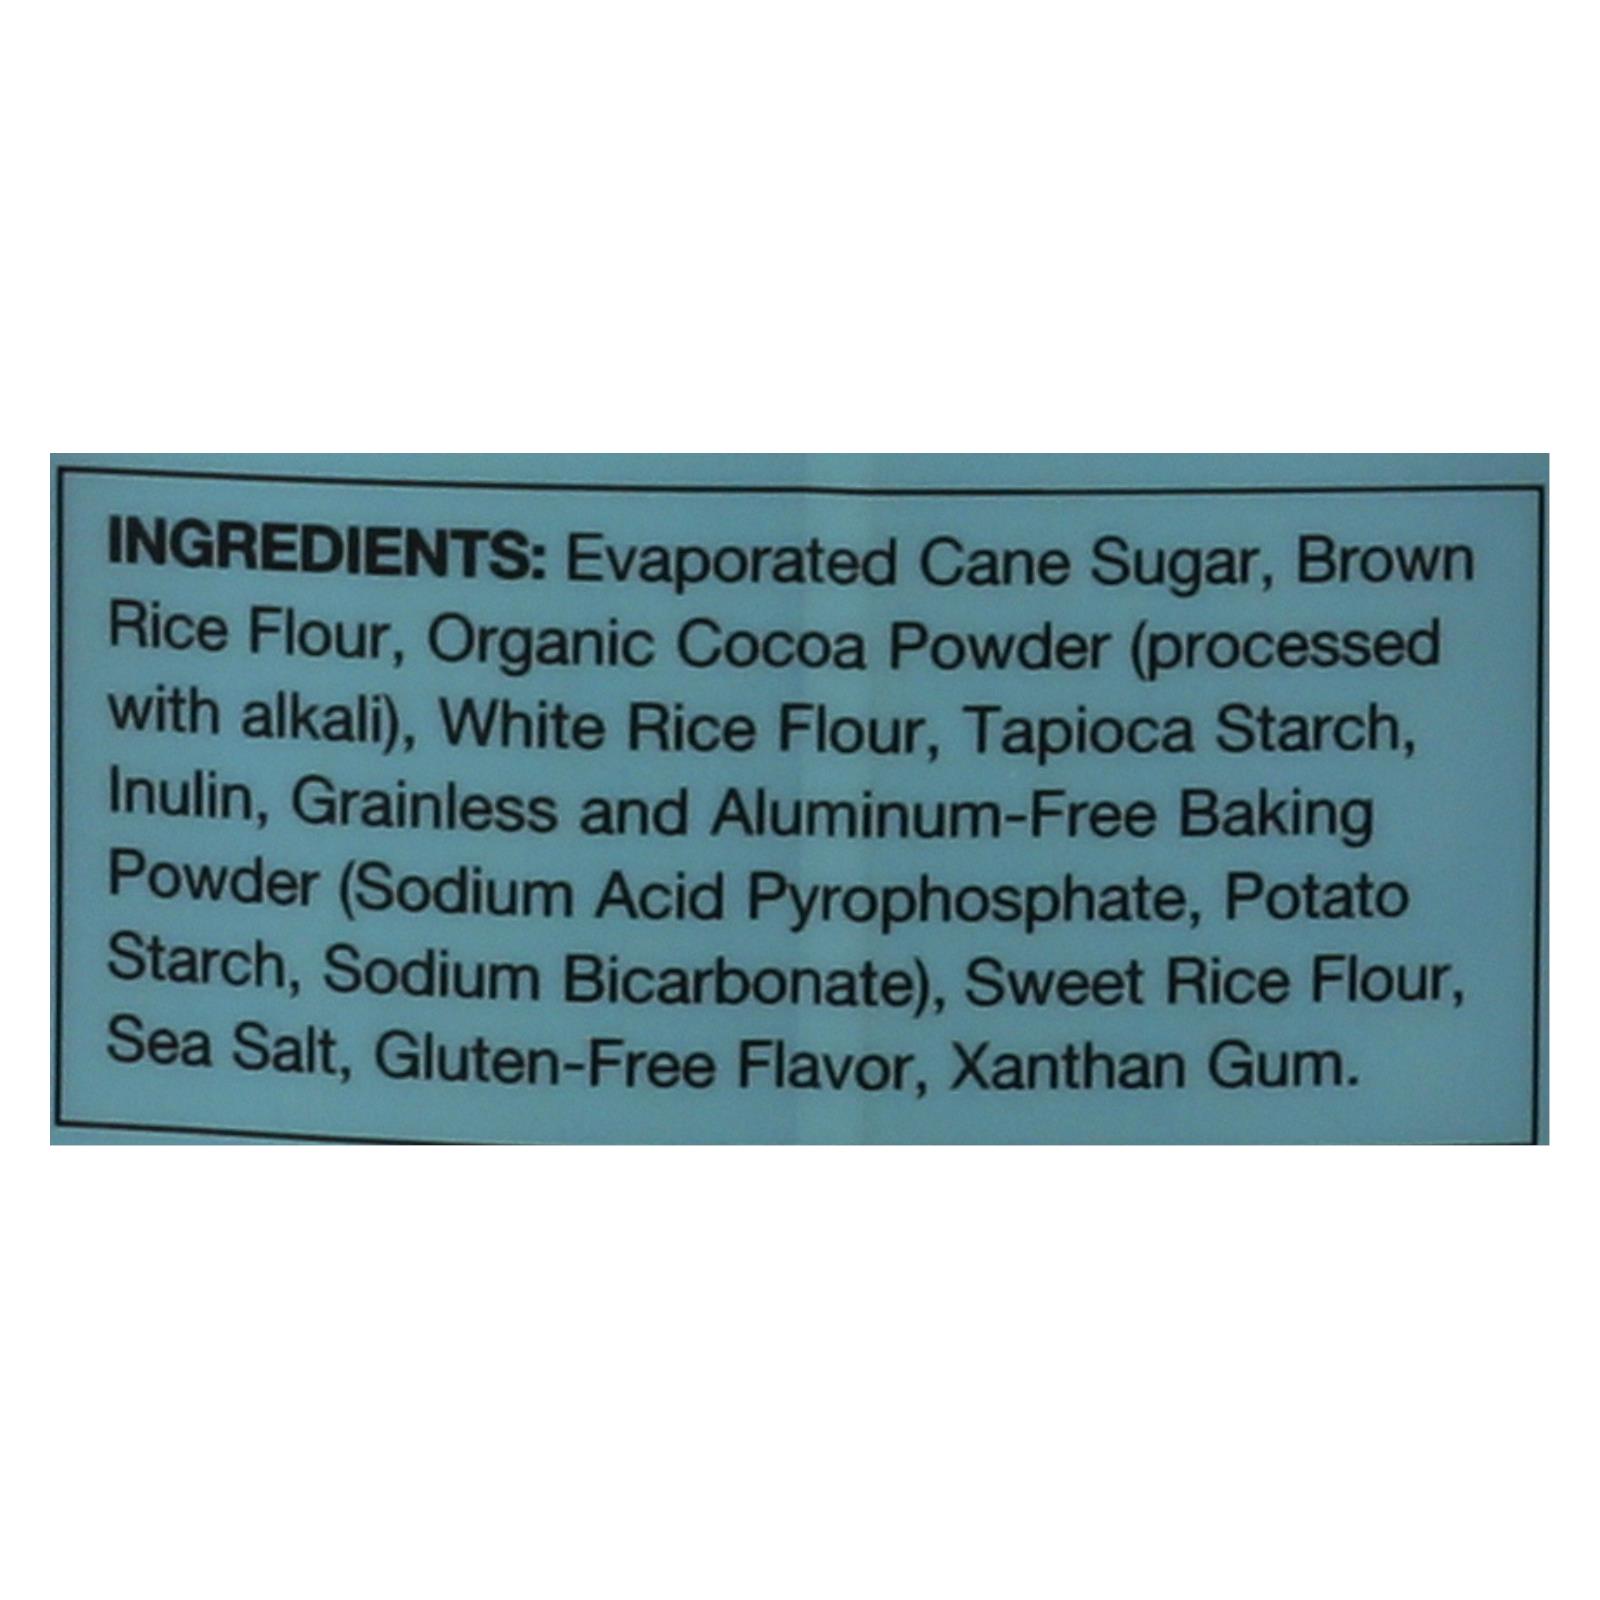 INGREDIENTS: Evaporated Cane Sugar, Brown
Rice Flour, Organic Cocoa Powder (processed
with alkali), White Rice Flour, Tapioca Starch,
Inulin, Grainless and Aluminum-Free Baking
Powder (Sodium Acid Pyrophosphate, Potato
Starch, Sodium Bicarbonate), Sweet Rice Flour,
Sea Salt, Gluten-Free Flavor, Xanthan Gum.